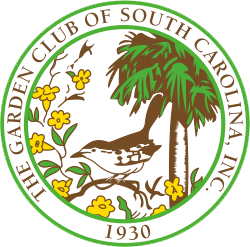 THE GARDEN CLUB OF SOUTH CAROLINA, INC
1930